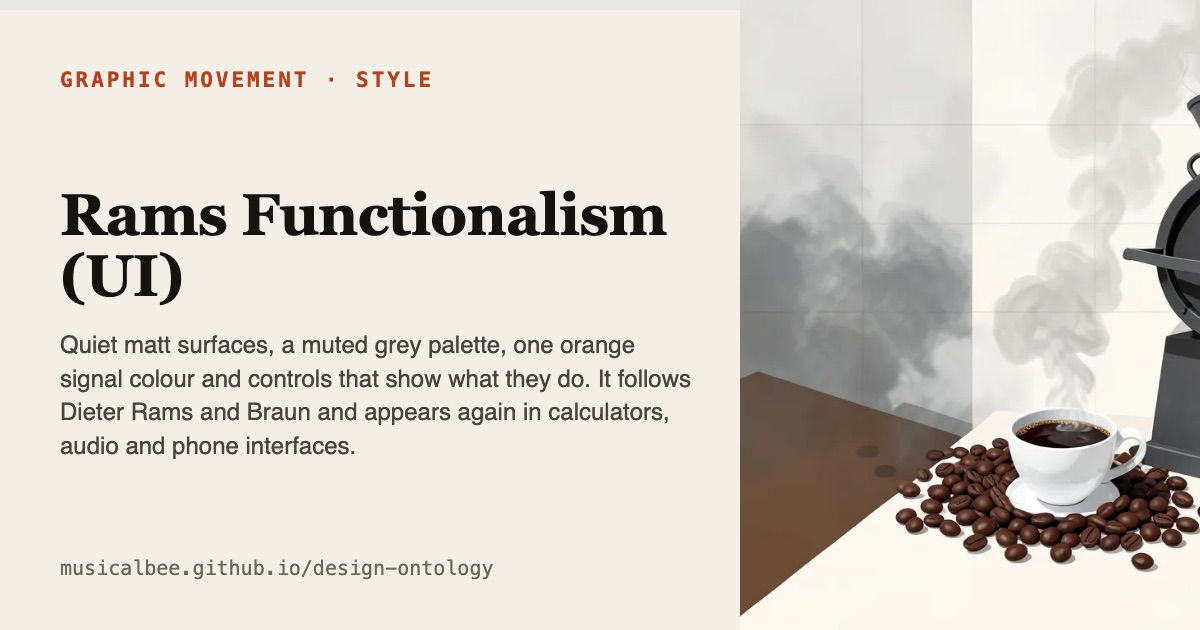 GRAPHIC MOVEMENT · STYLE
Rams Functionalism
(UI)
Quiet matt surfaces, a muted grey palette, one orange
signal colour and controls that show what they do. It follows
Dieter Rams and Braun and appears again in calculators,
audio and phone interfaces.
musicalbee.github.io/design-ontology